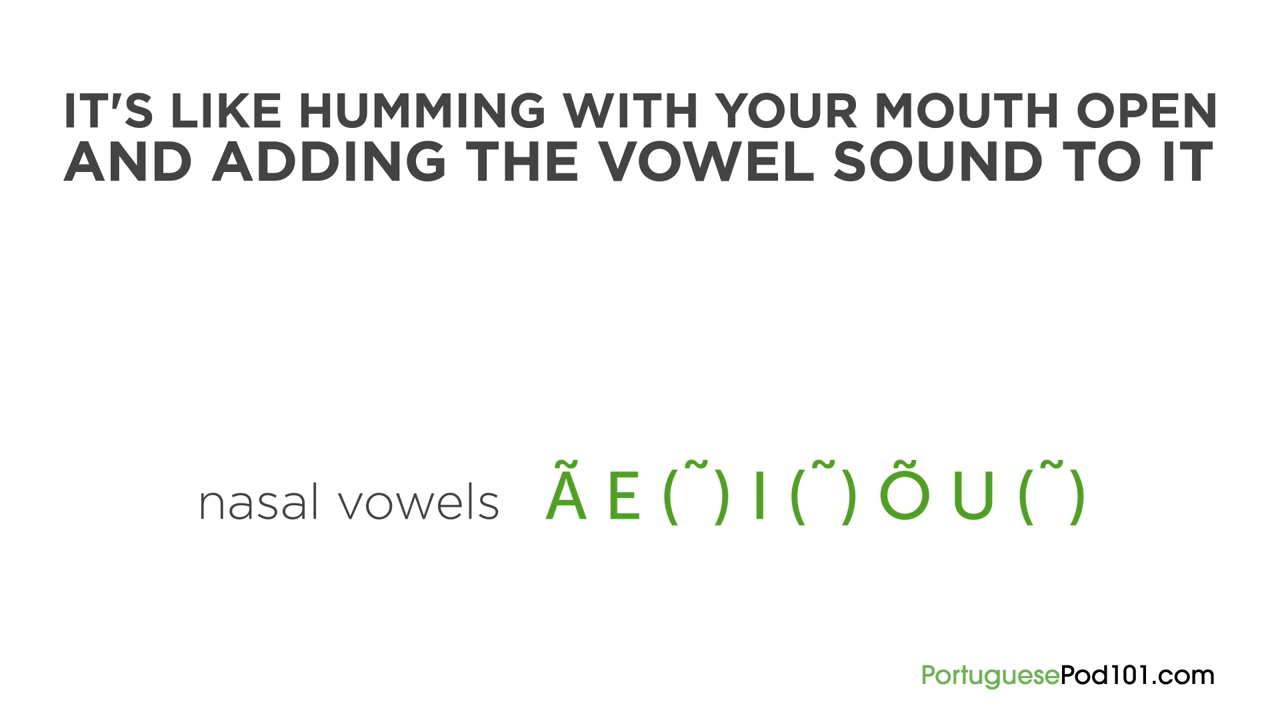 IT'S LIKE HUMMING WITH YOUR MOUTH OPEN
AND ADDING THE VOWEL SOUND TO IT
nasal vowels Ã E (˜) I (˜) Õ U (˜)
PortuguesePod101.com